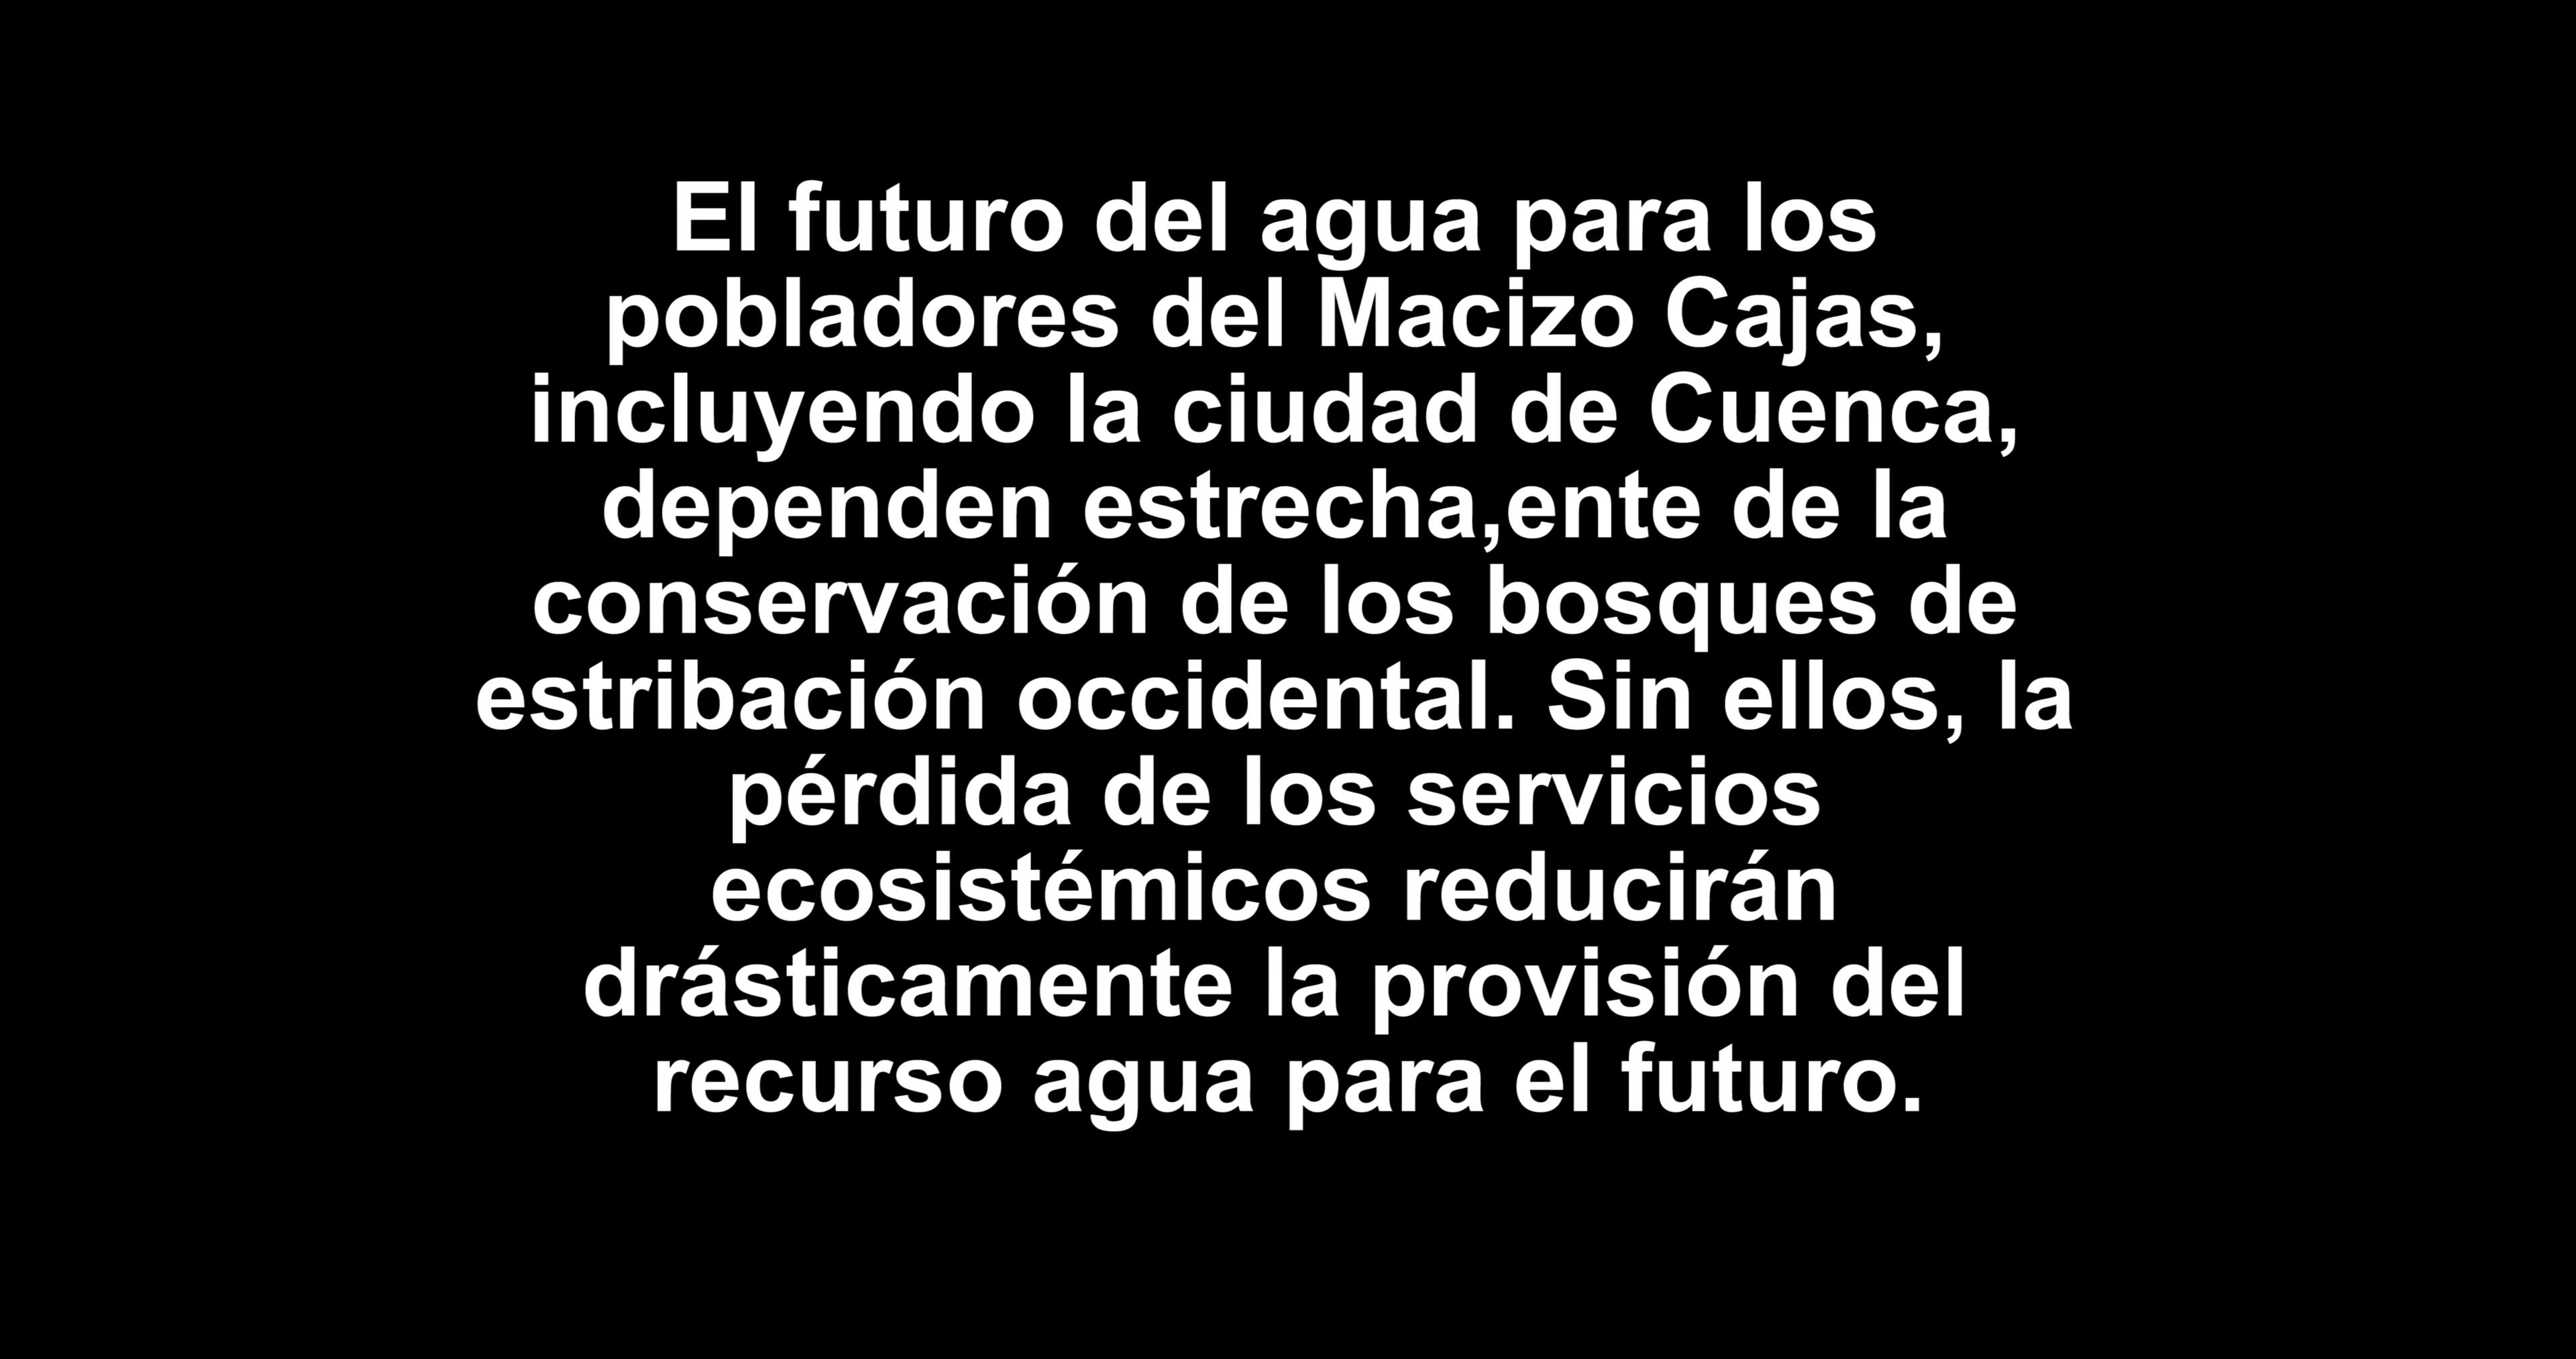 El futuro del agua para los
pobladores del Macizo Cajas,
incluyendo la ciudad de Cuenca,
dependen estrecha,ente de la
conservación de los bosques de
estribación occidental. Sin ellos, la
pérdida de los servicios
ecosistémicos reducirán
drásticamente la provisión del
recurso agua para el futuro.